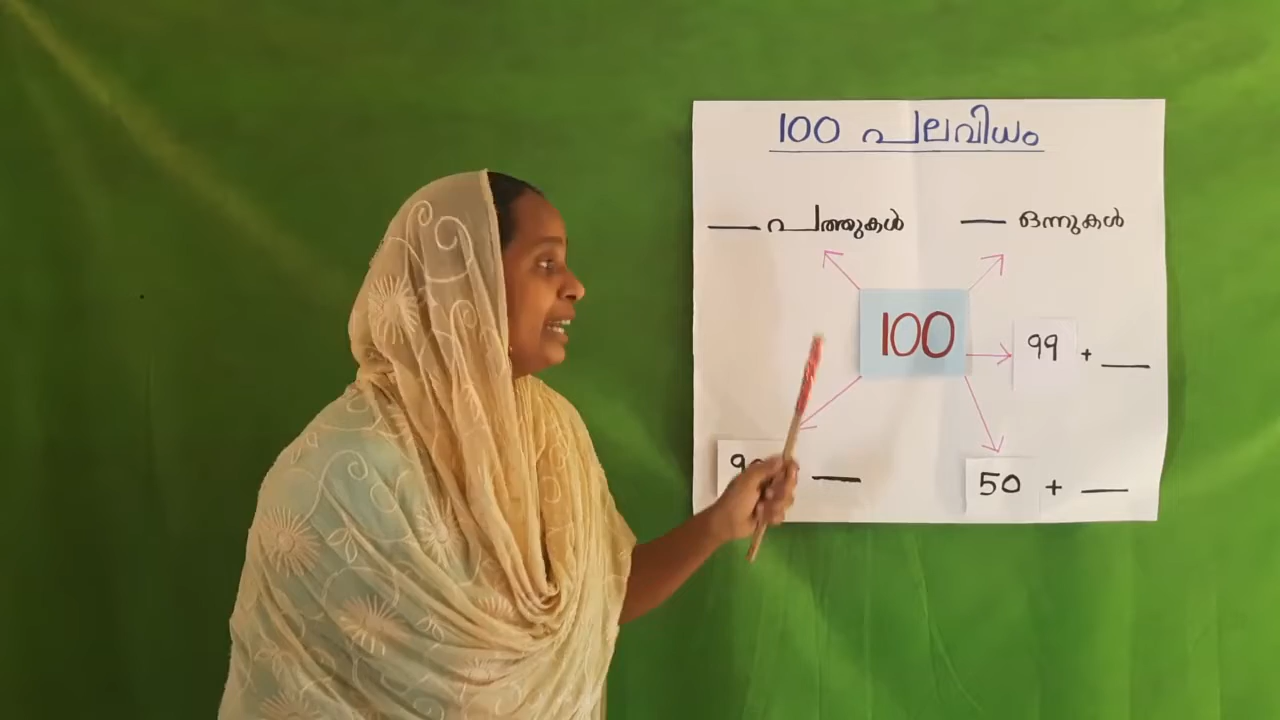 100 പലവിധം
___ പത്തുകൾ ___ ഒന്നുകൾ
100
99 + ___
___
50 + ___